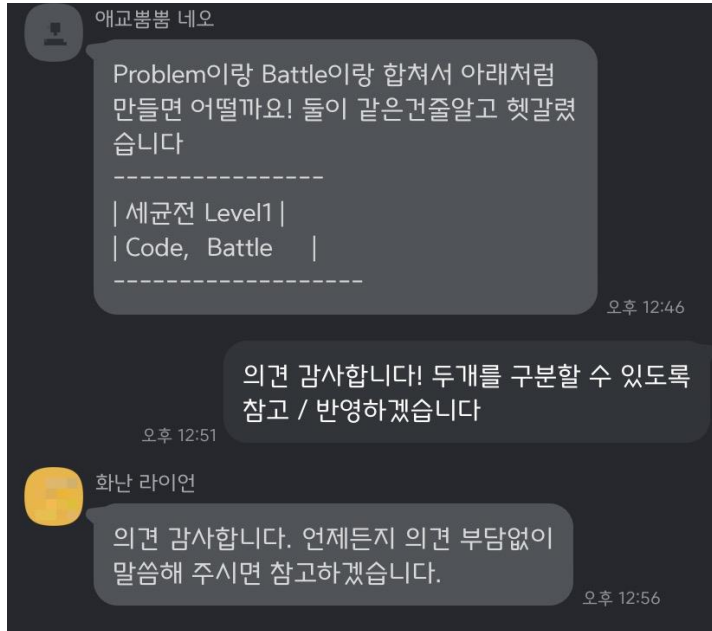 애교뿜뿜 네오
Problem이랑 Battle이랑 합쳐서 아래처럼
만들면 어떨까요! 둘이 같은건줄알고 헷갈렸
습니다
----------------
| 세균전 Level1 |
| Code,  Battle     |
-------------------
오후 12:46
의견 감사합니다! 두개를 구분할 수 있도록
참고 / 반영하겠습니다
오후 12:51
화난 라이언
의견 감사합니다. 언제든지 의견 부담없이
말씀해 주시면 참고하겠습니다.
오후 12:56